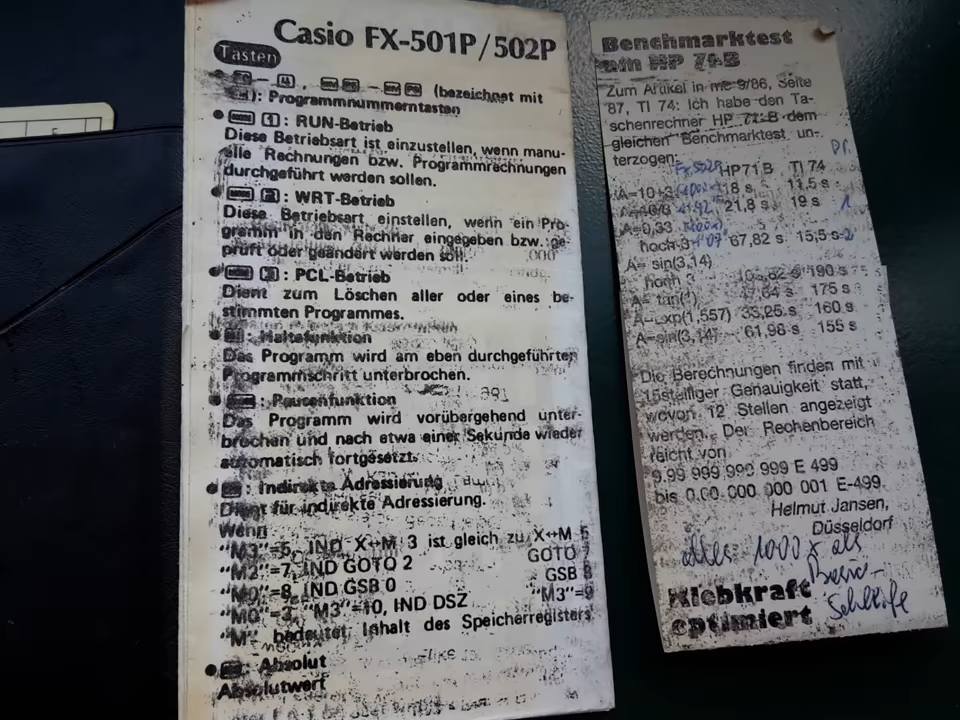 Casio FX-501P/502P
Tasten
(bezeichnet mit
): Programmnummerntasten
1: RUN-Betrieb
Diese Betriebsart ist einzustellen, wenn manu-
elle Rechnungen bzw. Programmrechnungen
durchgeführt werden sollen.
2: WRT-Betrieb
Diese Betriebsart einstellen, wenn ein Pro-
gramm in den Rechner eingegeben bzw. ge-
prüft oder geändert werden soll.
3: PCL-Betrieb
Dient zum Löschen aller oder eines be-
stimmten Programmes.
: Haltefunktion
Das Programm wird am eben durchgeführten
Programmschritt unterbrochen.
: Pausenfunktion
Das Programm wird vorübergehend unter-
brochen und nach etwa einer Sekunde wieder
automatisch fortgesetzt.
: Indirekte Adressierung
Dient für indirekte Adressierung.
Wenn
"M3"=5, IND X↔M 3 ist gleich zu X↔M 5
"M2"=7, IND GOTO 2 GOTO 7
"M0"=8, IND GSB 0 GSB 8
"M0"=3, "M3"=10, IND DSZ "M3"=9
"M" bedeutet Inhalt des Speicherregisters
: Absolut
Absolutwert
Benchmarktest
am HP 71 B
Zum Artikel in mc 9/86, Seite
87, TI 74: Ich habe den Ta-
schenrechner HP 71 B dem
gleichen Benchmarktest un-
terzogen:
HP71B TI 74
A=10+3 18 s 11,5 s
21,8 s 19 s
A=0,33
hoch 3 67,82 s 15,5 s
A= sin(3,14)
hoch 3 190 s
A= tan(1) 47,64 s 175 s
A=exp(1,557) 33,25 s 160 s
A=sin(3,14) 61,98 s 155 s
Die Berechnungen finden mit
15stelliger Genauigkeit statt,
wovon 12 Stellen angezeigt
werden. Der Rechenbereich
reicht von
9.99 999 999 999 E 499
bis 0.00 000 000 001 E-499.
Helmut Jansen,
Düsseldorf
alles 1000 x als
Basic-
Schleife
Klebkraft
optimiert